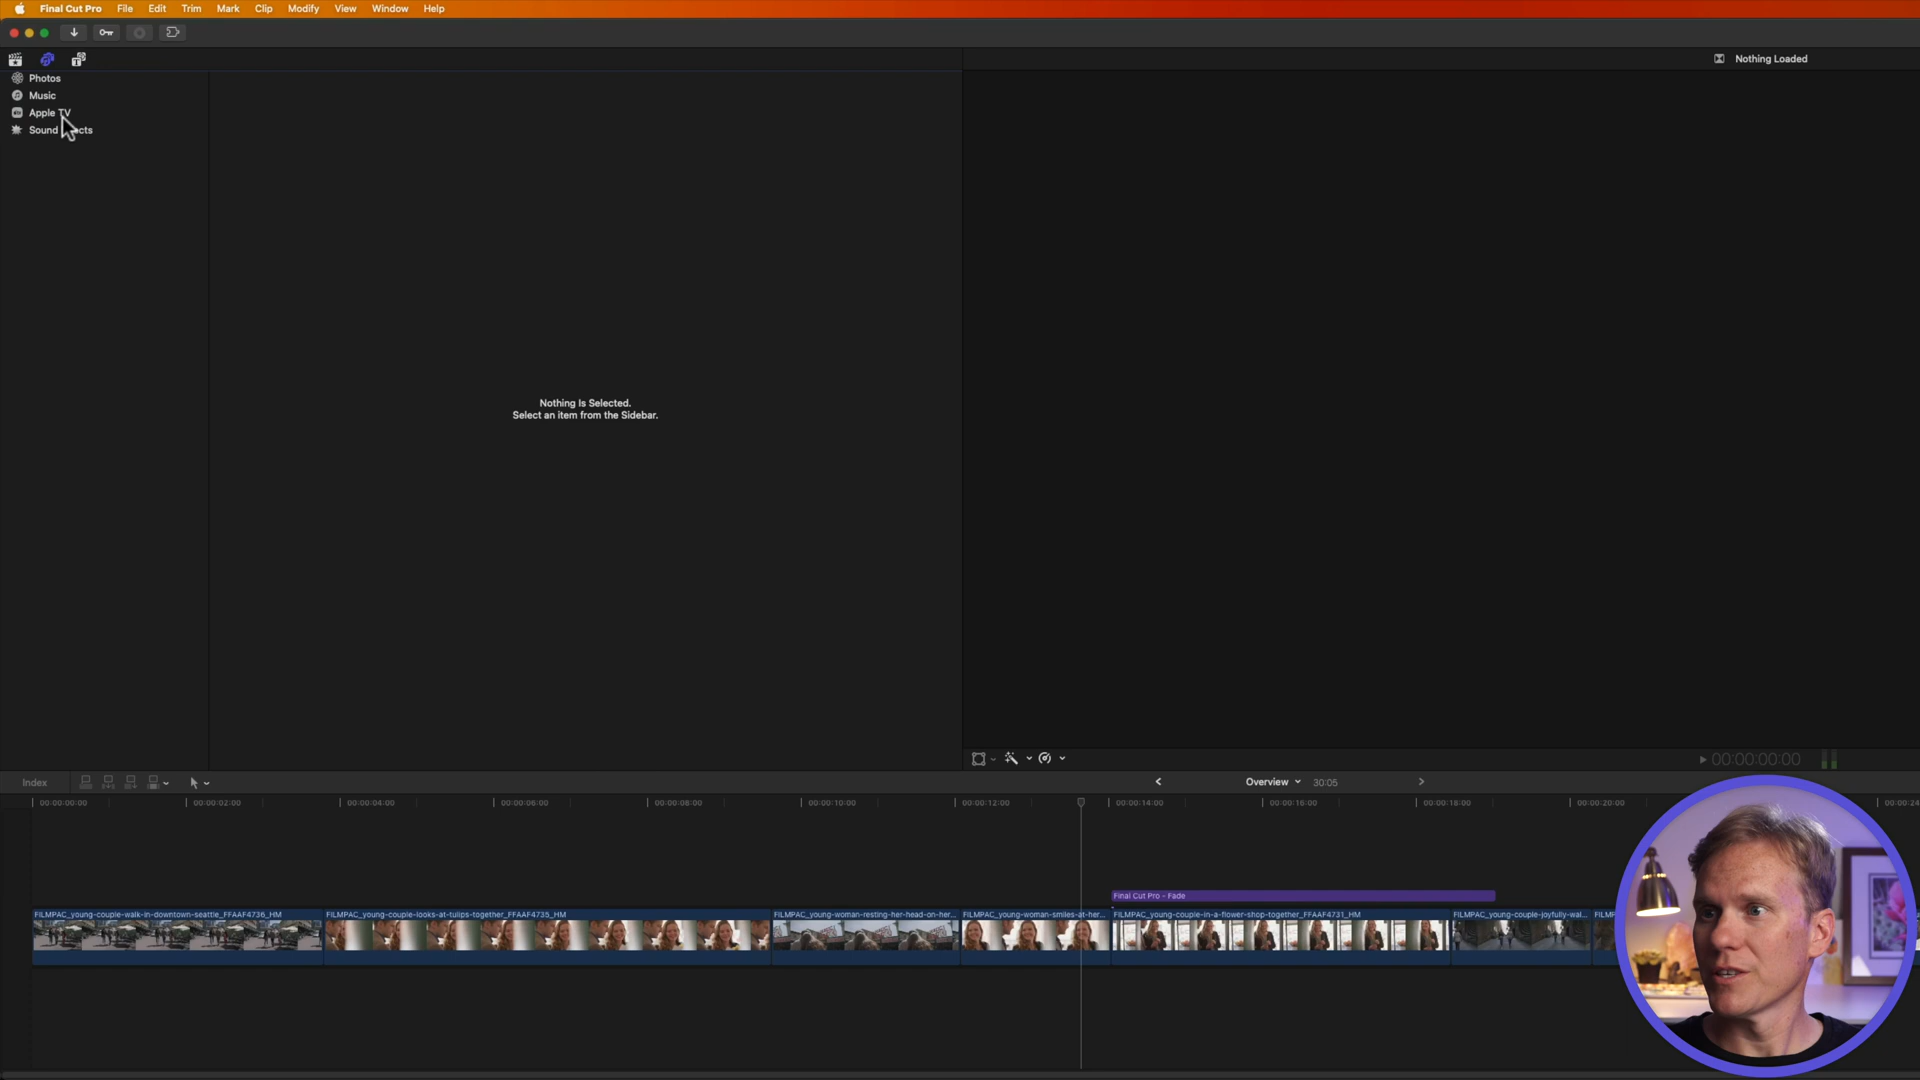 Final Cut Pro File Edit Trim Mark Clip Modify View Window Help
Nothing Loaded
Photos
Music
Apple TV
Sound
Nothing Is Selected.
Select an item from the Sidebar.
00:00:00:00
Index
Overview 30:05
00:00:00:00 00:00:02:00 00:00:04:00 00:00:06:00 00:00:08:00 00:00:10:00 00:00:12:00 00:00:14:00 00:00:16:00 00:00:18:00 00:00:20:00 00:00:24
Final Cut Pro - Fade
FILMPAC_young-couple-walk-in-downtown-seattle_FFAAF4736_HM FILMPAC_young-couple-looks-at-tulips-together_FFAAF4735_HM FILMPAC_young-woman-resting-her-head-on-her... FILMPAC_young-woman-smiles-at-her... FILMPAC_young-couple-in-a-flower-shop-together_FFAAF4731_HM FILMPAC_young-couple-joyfully-wal...